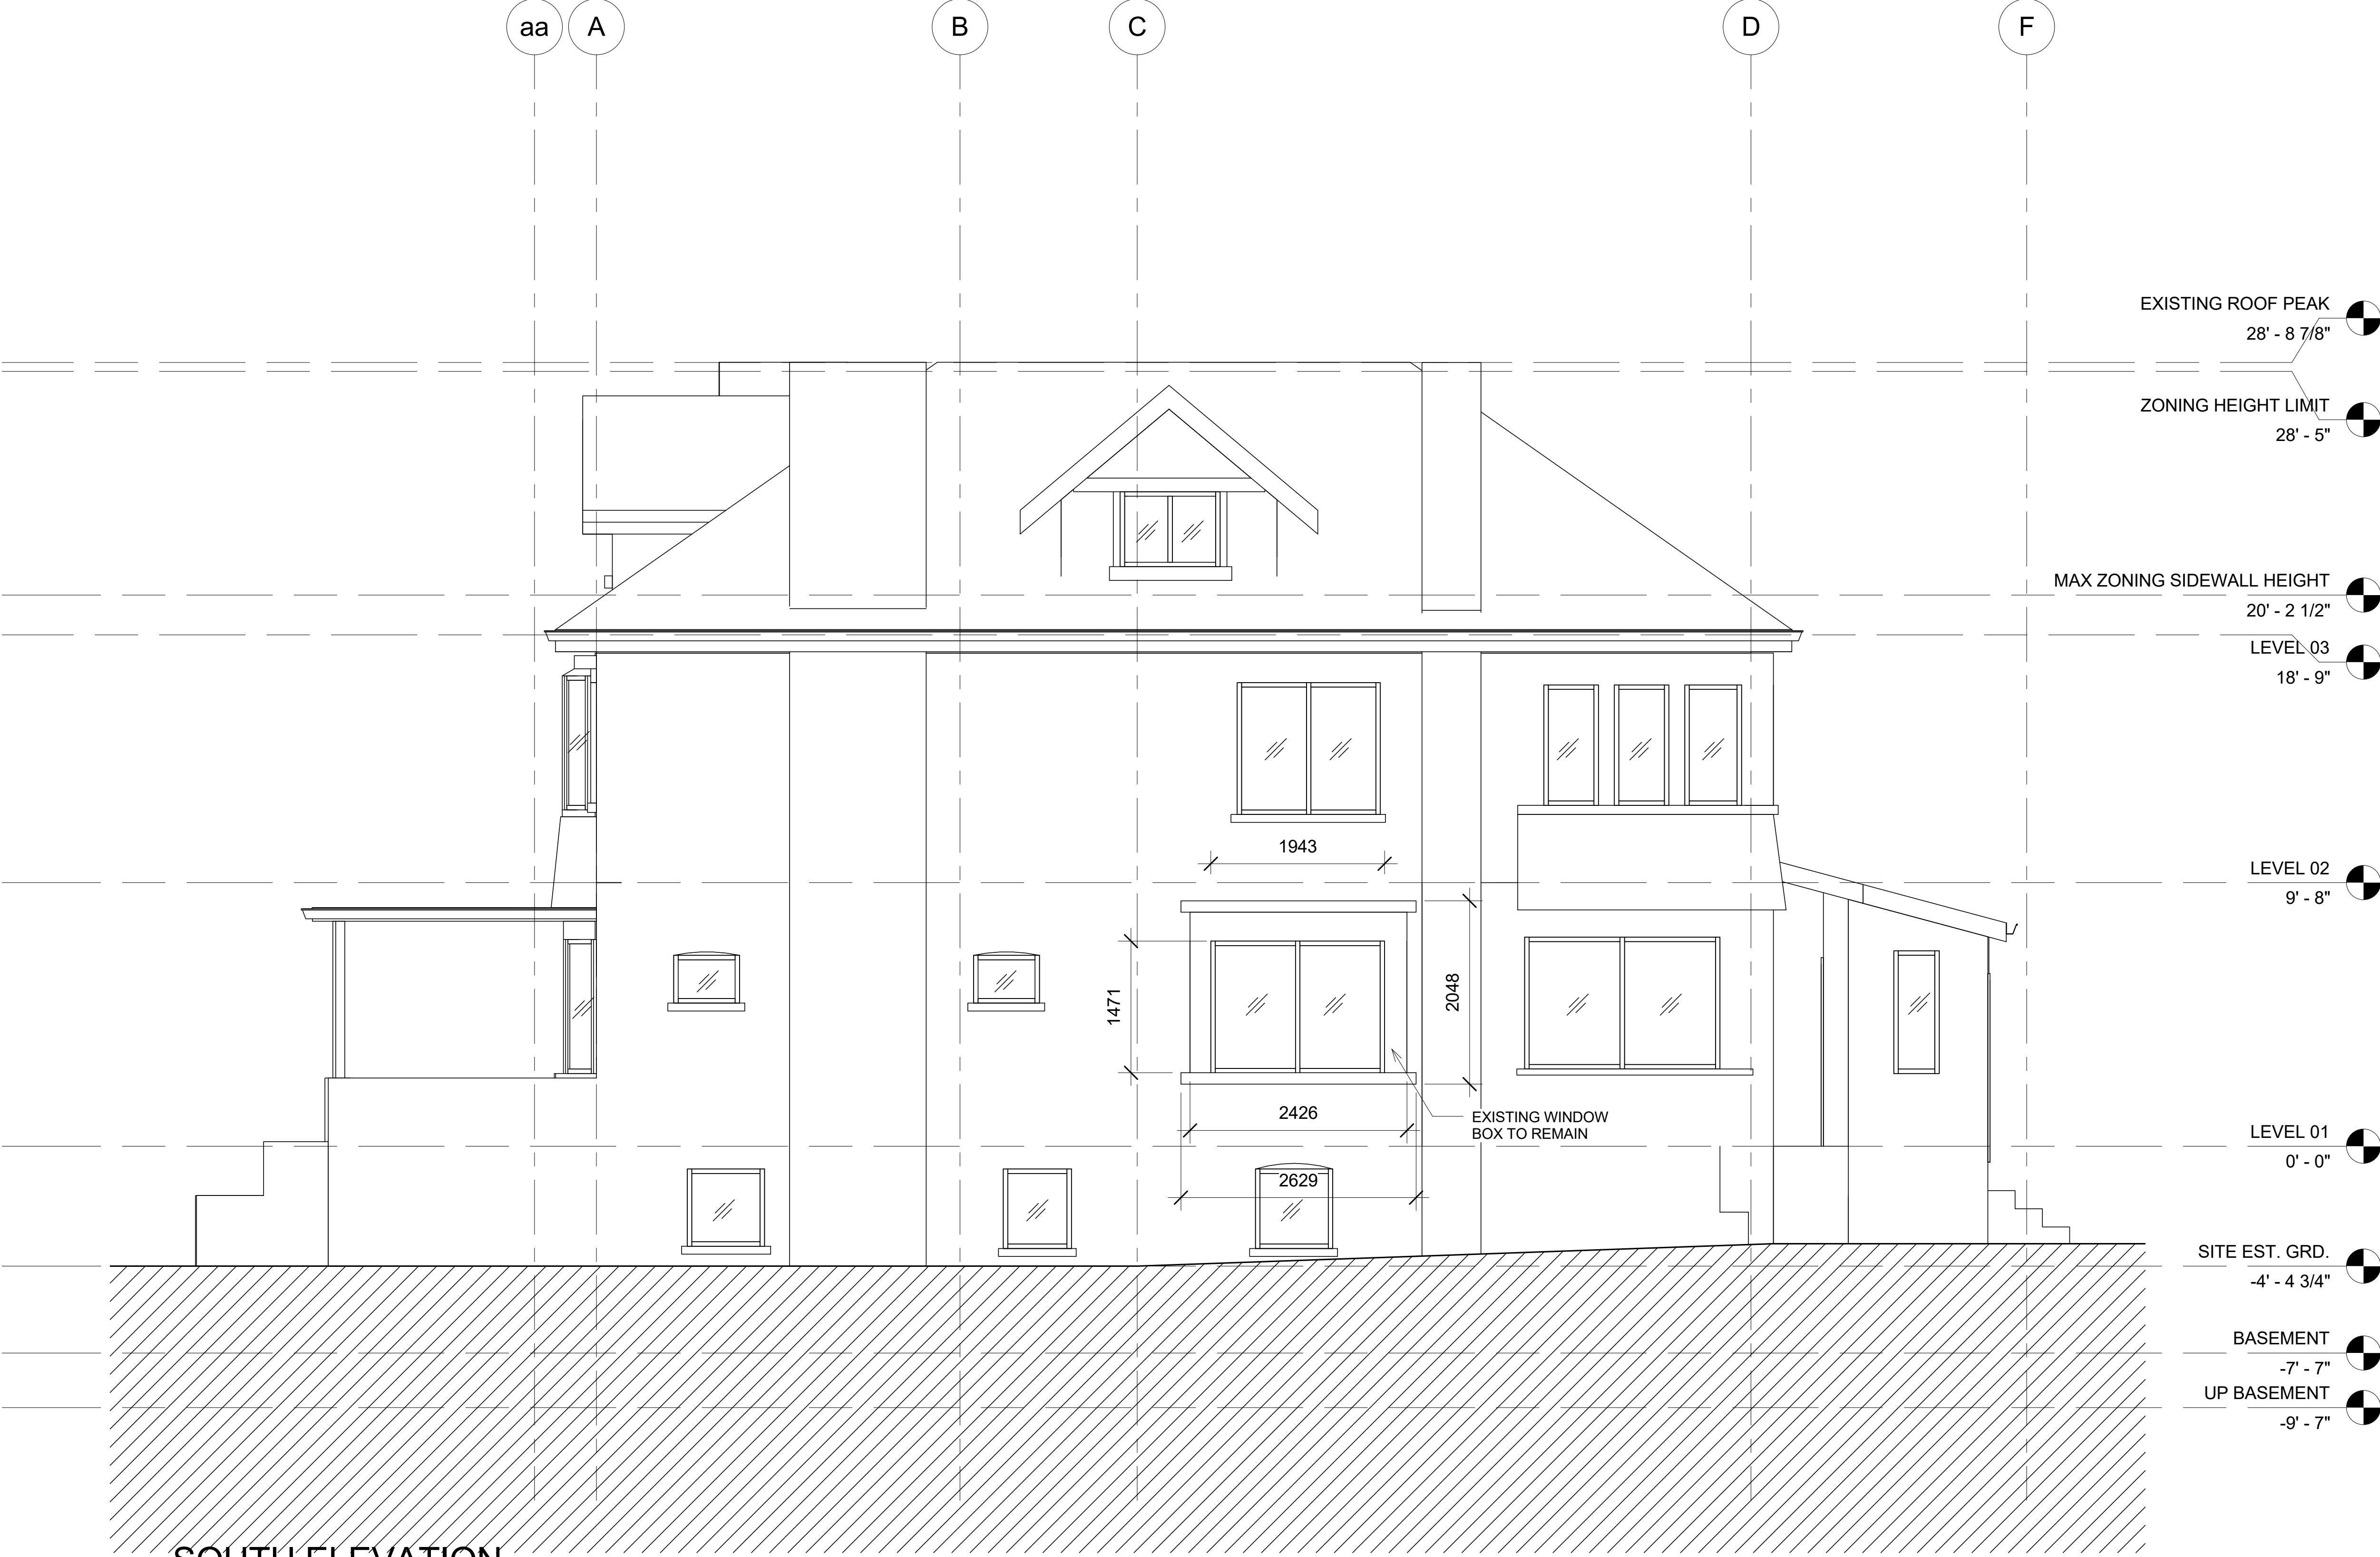 aa A B C D F
EXISTING ROOF PEAK
28' - 8 7/8"
ZONING HEIGHT LIMIT
28' - 5"
MAX ZONING SIDEWALL HEIGHT
20' - 2 1/2"
LEVEL 03
18' - 9"
1943
LEVEL 02
9' - 8"
1471
2048
2426
EXISTING WINDOW
BOX TO REMAIN
LEVEL 01
0' - 0"
2629
SITE EST. GRD.
-4' - 4 3/4"
BASEMENT
-7' - 7"
UP BASEMENT
-9' - 7"
SOUTH ELEVATION